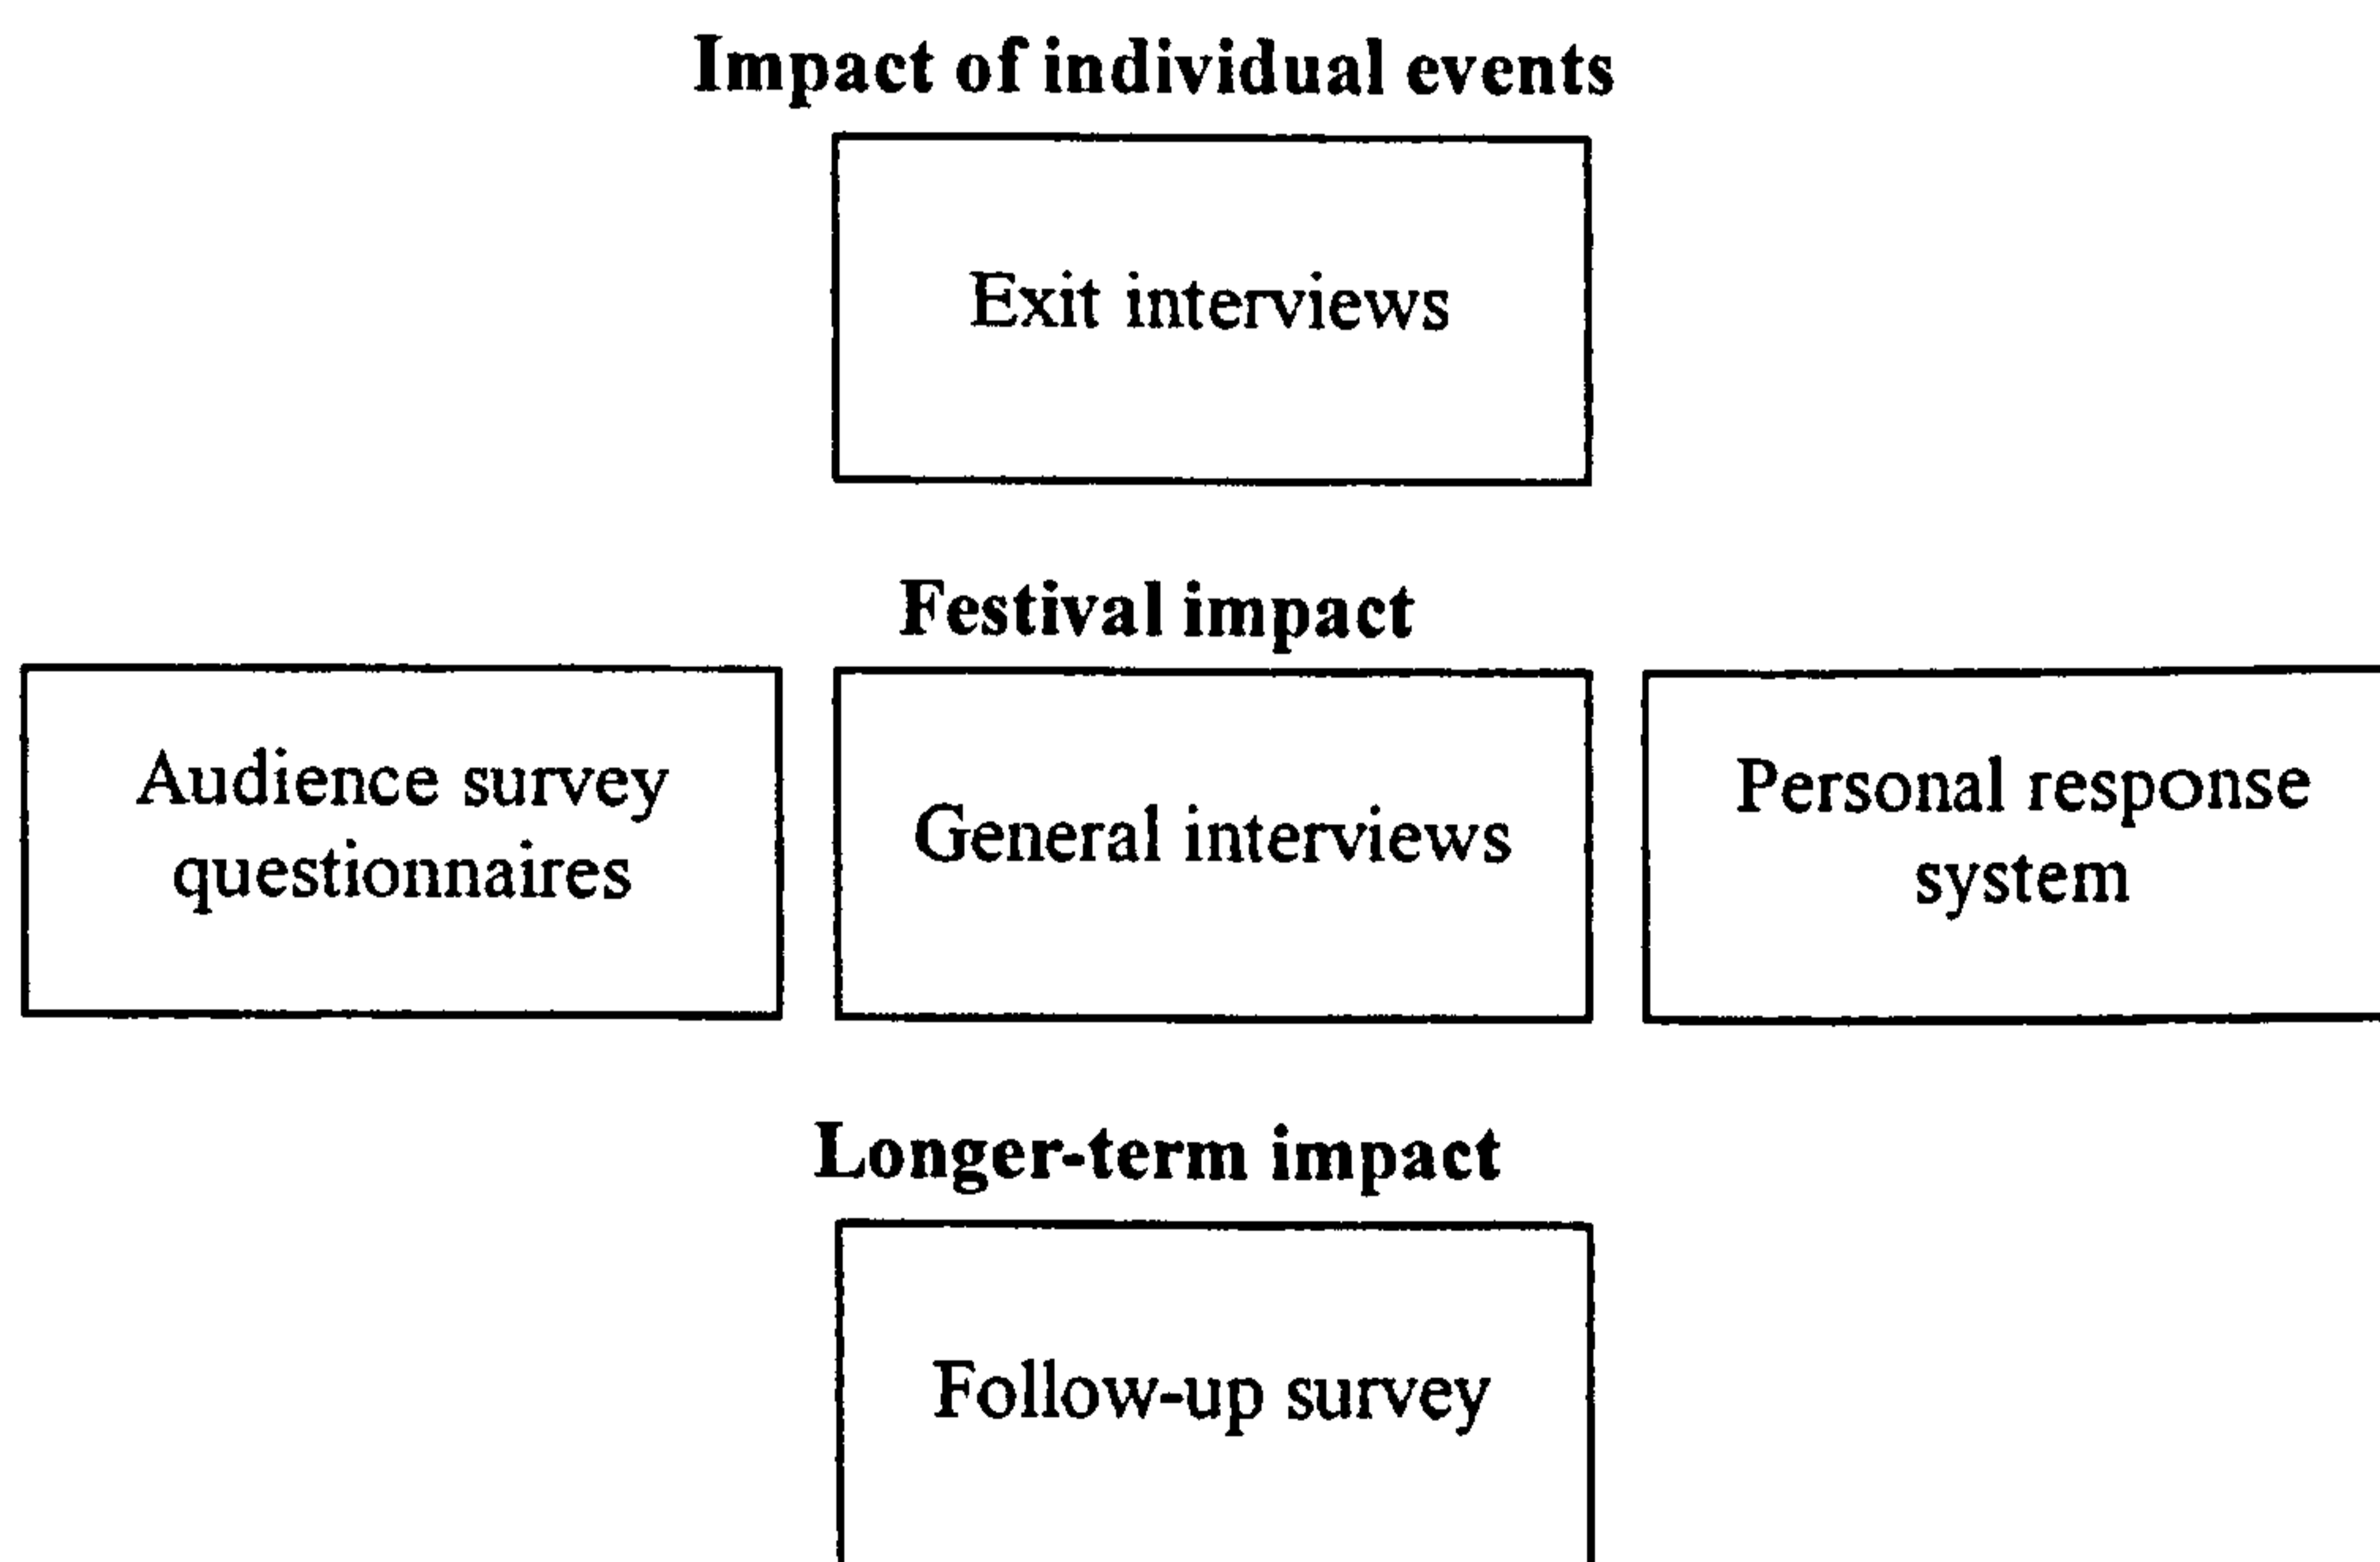 Impact of individual events
Exit interviews
Festival impact
Audience survey
questionnaires
General interviews
Personal response
system
Longer-term impact
Follow-up survey